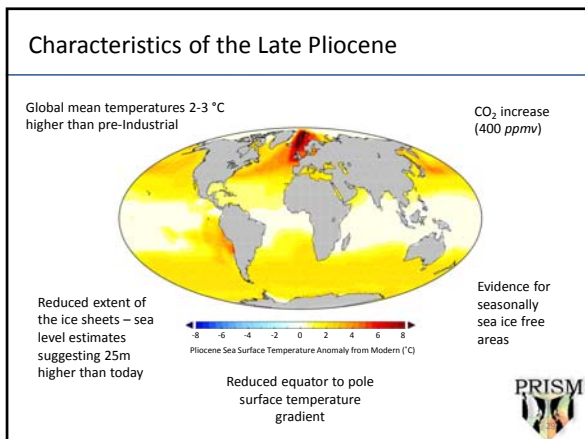 Characteristics of the Late Pliocene
Global mean temperatures 2-3 °C
higher than pre-Industrial
CO₂ increase
(400 ppmv)
Reduced extent of
the ice sheets – sea
level estimates
suggesting 25m
higher than today
-8 -6 -4 -2 0 2 4 6 8
Pliocene Sea Surface Temperature Anomaly from Modern (˚C)
Evidence for
seasonally
sea ice free
areas
Reduced equator to pole
surface temperature
gradient
PRISM